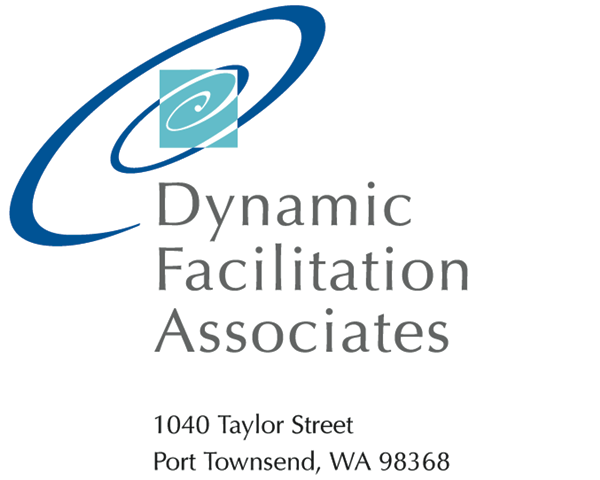 Dynamic
Facilitation
Associates
1040 Taylor Street
Port Townsend, WA 98368